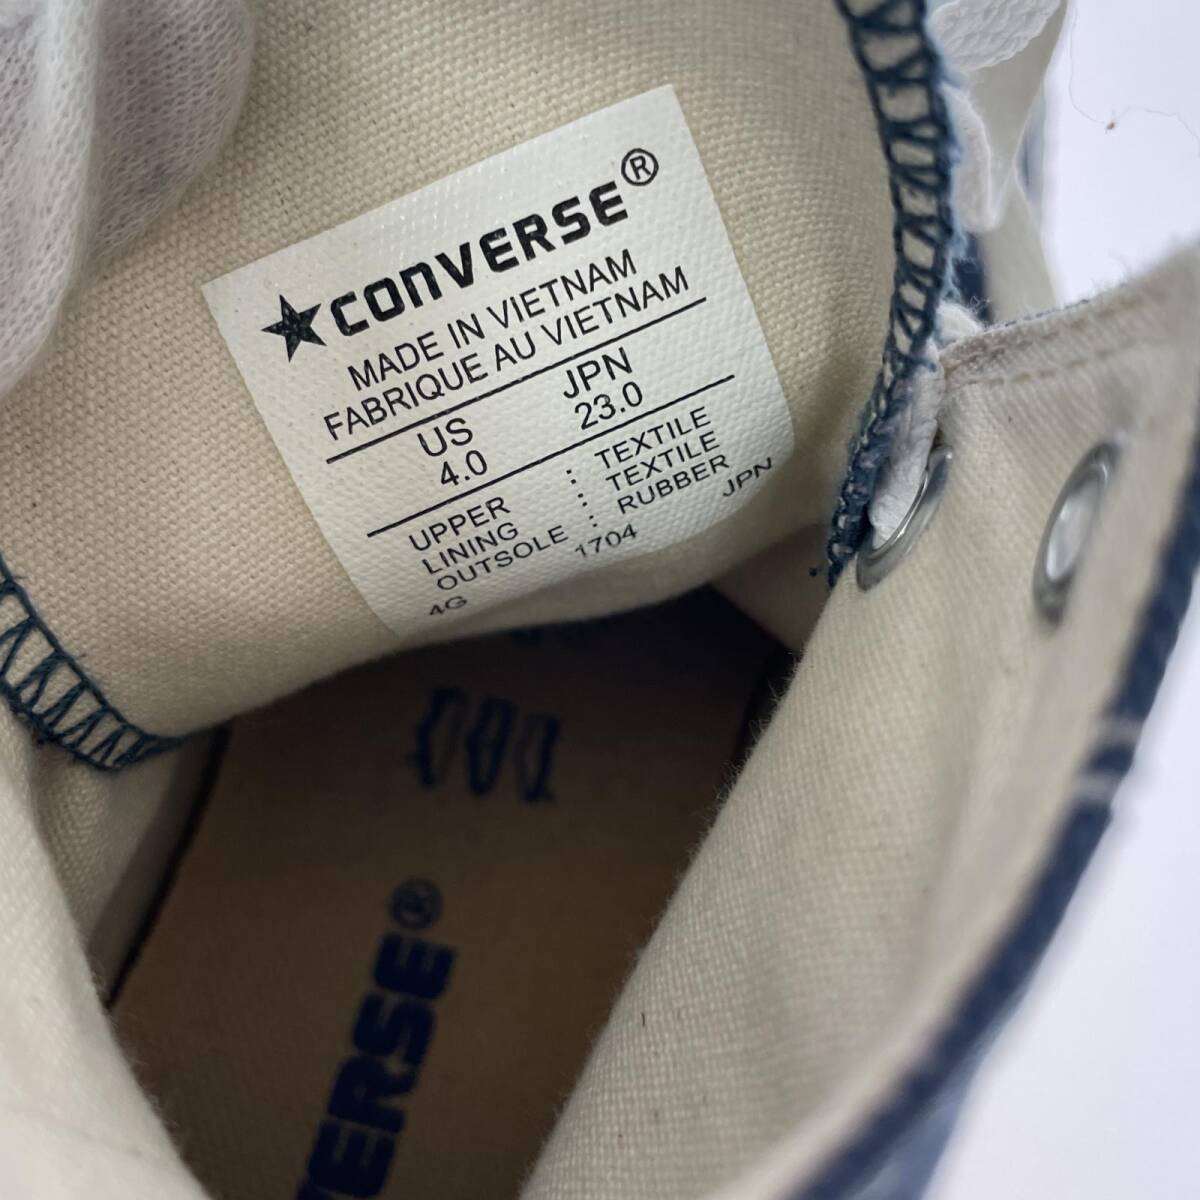 ★CONVERSE®
MADE IN VIETNAM
FABRIQUE AU VIETNAM
US JPN
4.0 23.0
UPPER : TEXTILE
LINING : TEXTILE
OUTSOLE : RUBBER
4G 1704 JPN
VERSE®